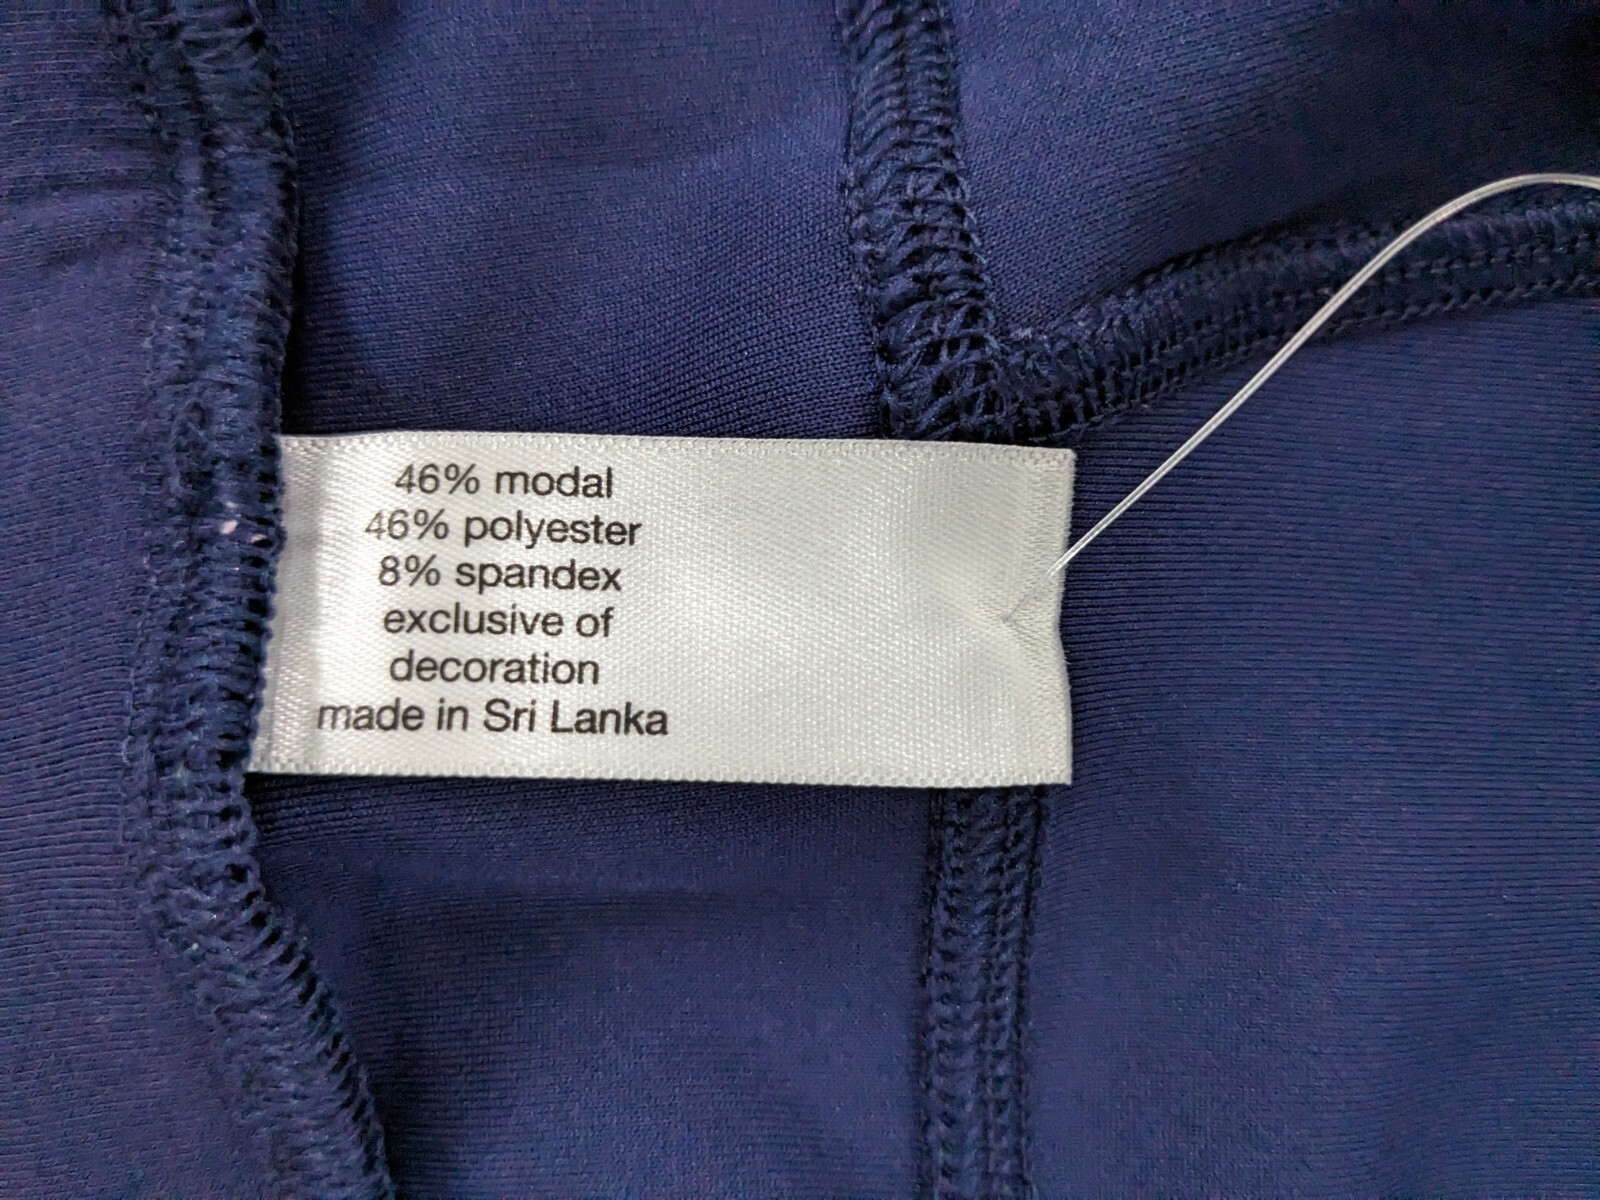 46% modal
46% polyester
8% spandex
exclusive of
decoration
made in Sri Lanka